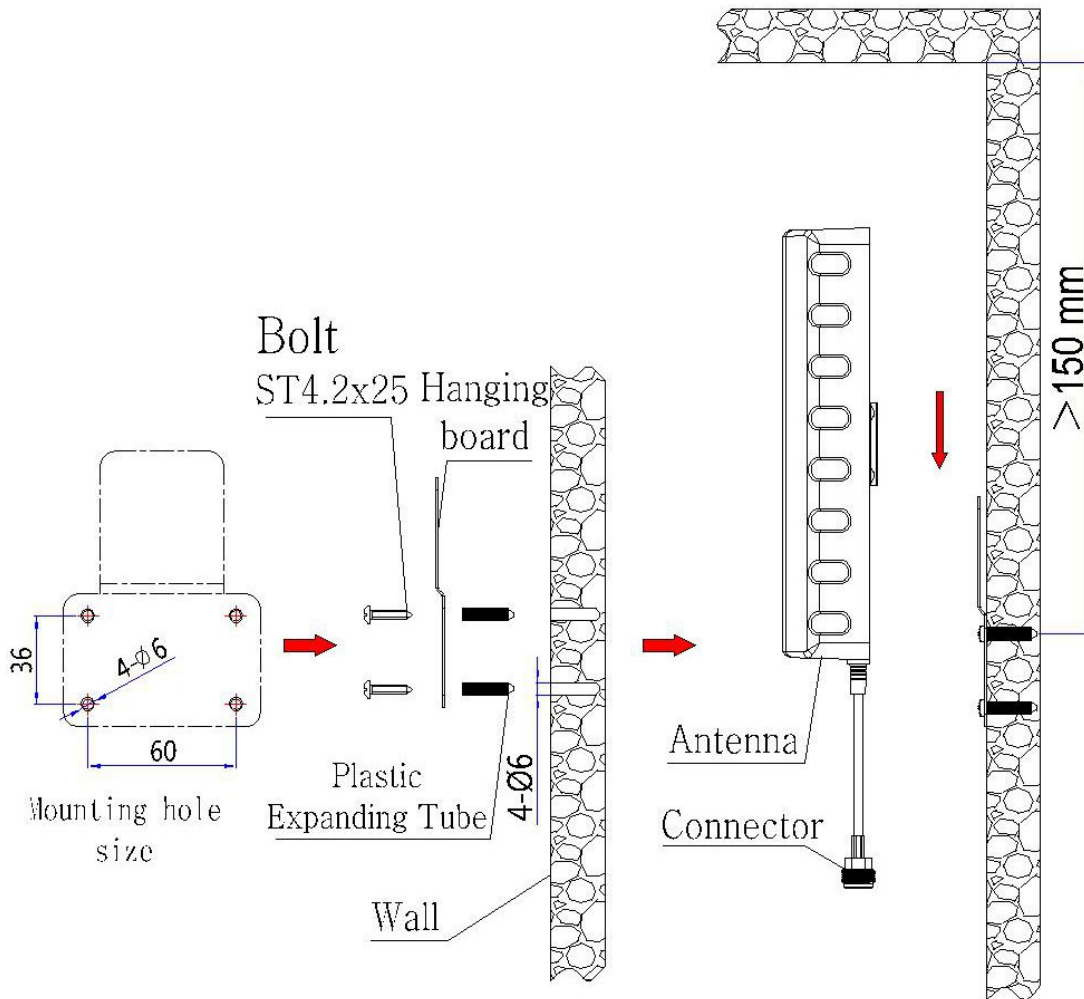 Bolt
ST4.2x25
Hanging
board
36
4-Ø6
60
Mounting hole
size
Plastic
Expanding Tube
4-Ø6
Wall
Antenna
Connector
>150 mm